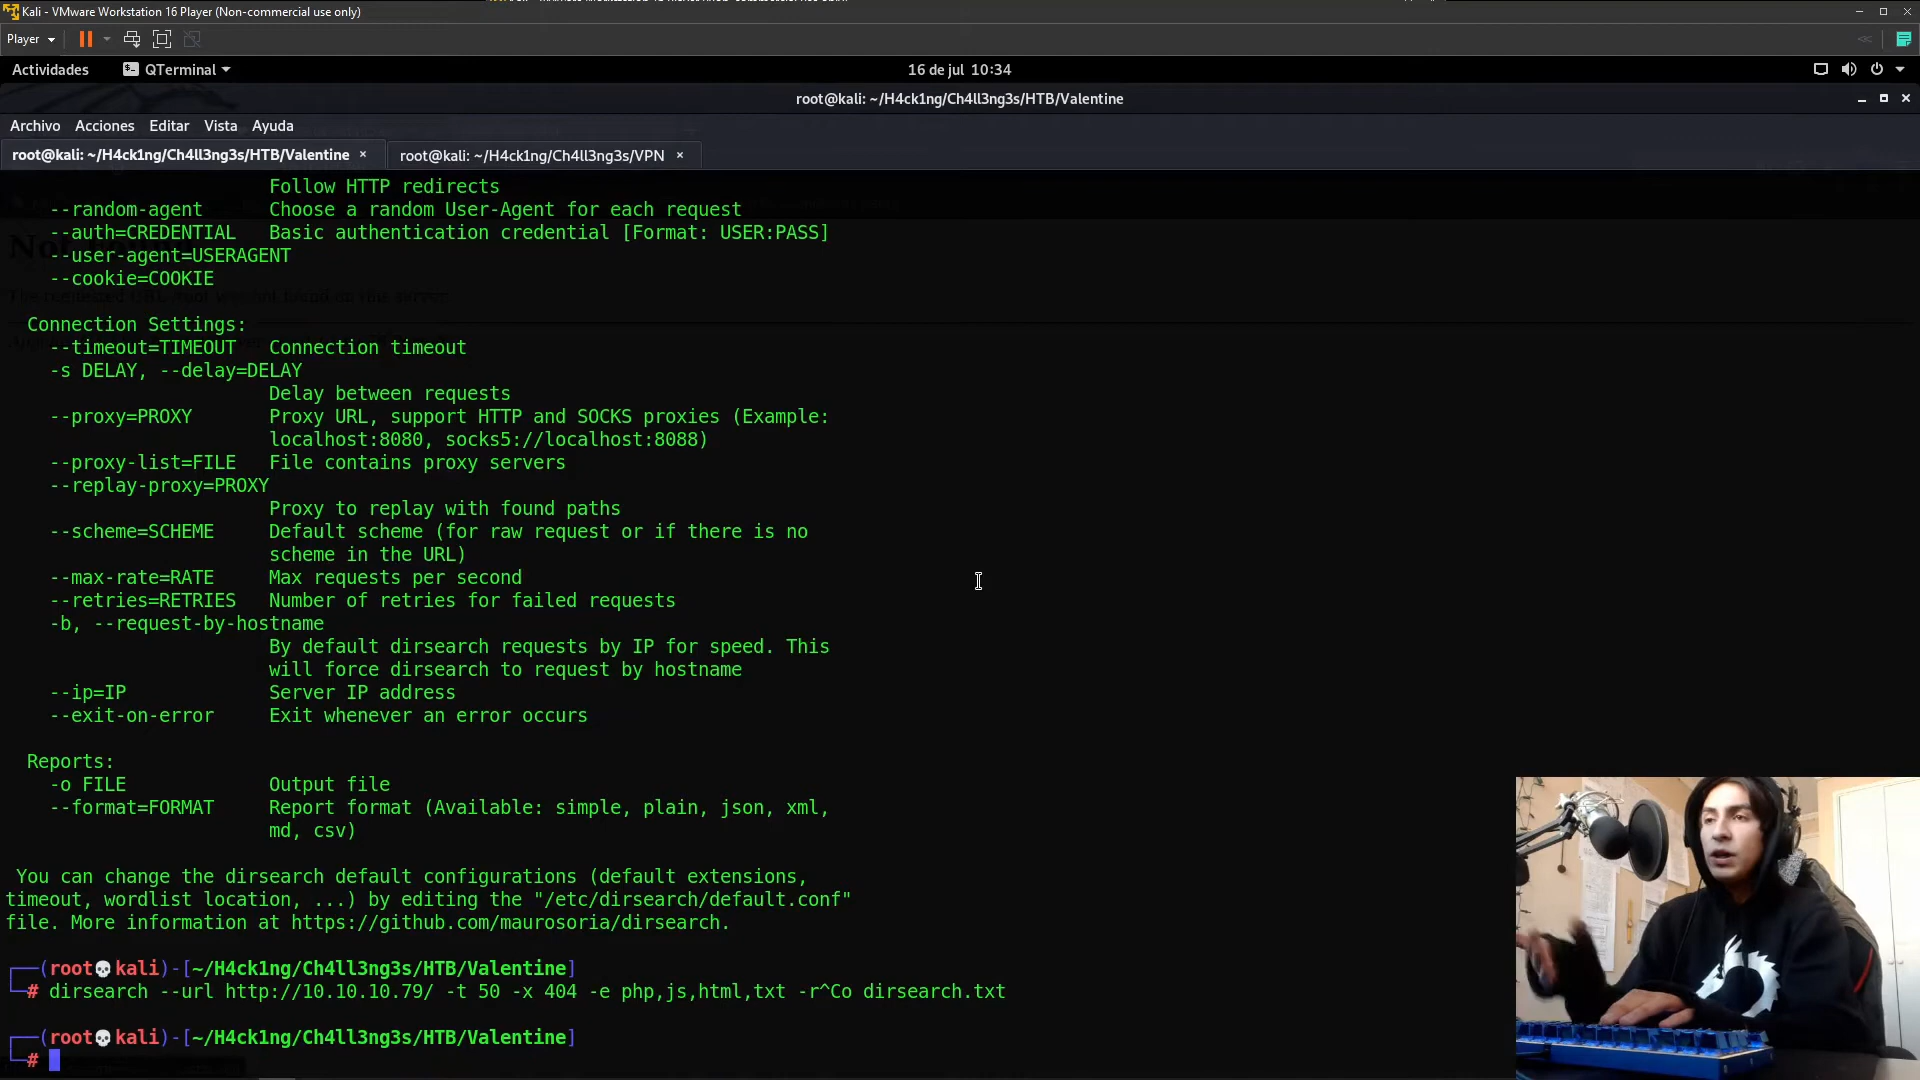 Kali - VMware Workstation 16 Player (Non-commercial use only)
Player
Actividades
QTerminal
16 de jul 10:34
root@kali: ~/H4ck1ng/Ch4ll3ng3s/HTB/Valentine
Archivo Acciones Editar Vista Ayuda
root@kali: ~/H4ck1ng/Ch4ll3ng3s/HTB/Valentine ×
root@kali: ~/H4ck1ng/Ch4ll3ng3s/VPN ×
Follow HTTP redirects
--random-agent Choose a random User-Agent for each request
--auth=CREDENTIAL Basic authentication credential [Format: USER:PASS]
--user-agent=USERAGENT
--cookie=COOKIE
Connection Settings:
--timeout=TIMEOUT Connection timeout
-s DELAY, --delay=DELAY
Delay between requests
--proxy=PROXY Proxy URL, support HTTP and SOCKS proxies (Example:
localhost:8080, socks5://localhost:8088)
--proxy-list=FILE File contains proxy servers
--replay-proxy=PROXY
Proxy to replay with found paths
--scheme=SCHEME Default scheme (for raw request or if there is no
scheme in the URL)
--max-rate=RATE Max requests per second
--retries=RETRIES Number of retries for failed requests
-b, --request-by-hostname
By default dirsearch requests by IP for speed. This
will force dirsearch to request by hostname
--ip=IP Server IP address
--exit-on-error Exit whenever an error occurs
Reports:
-o FILE Output file
--format=FORMAT Report format (Available: simple, plain, json, xml,
md, csv)
You can change the dirsearch default configurations (default extensions,
timeout, wordlist location, ...) by editing the "/etc/dirsearch/default.conf"
file. More information at https://github.com/maurosoria/dirsearch.
┌──(root💀kali)-[~/H4ck1ng/Ch4ll3ng3s/HTB/Valentine]
└─# dirsearch --url http://10.10.10.79/ -t 50 -x 404 -e php,js,html,txt -r^Co dirsearch.txt
┌──(root💀kali)-[~/H4ck1ng/Ch4ll3ng3s/HTB/Valentine]
└─#